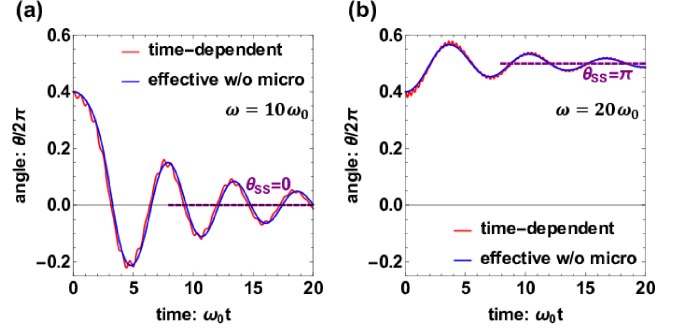 (a)
0.6
0.4
0.2
0.0
−0.2
angle: θ/2π
time-dependent
effective w/o micro
ω = 10ω₀
θSS=0
0 5 10 15 20
time: ω₀t
(b)
0.6
0.4
0.2
0.0
−0.2
angle: θ/2π
θSS=π
ω = 20ω₀
time-dependent
effective w/o micro
0 5 10 15 20
time: ω₀t